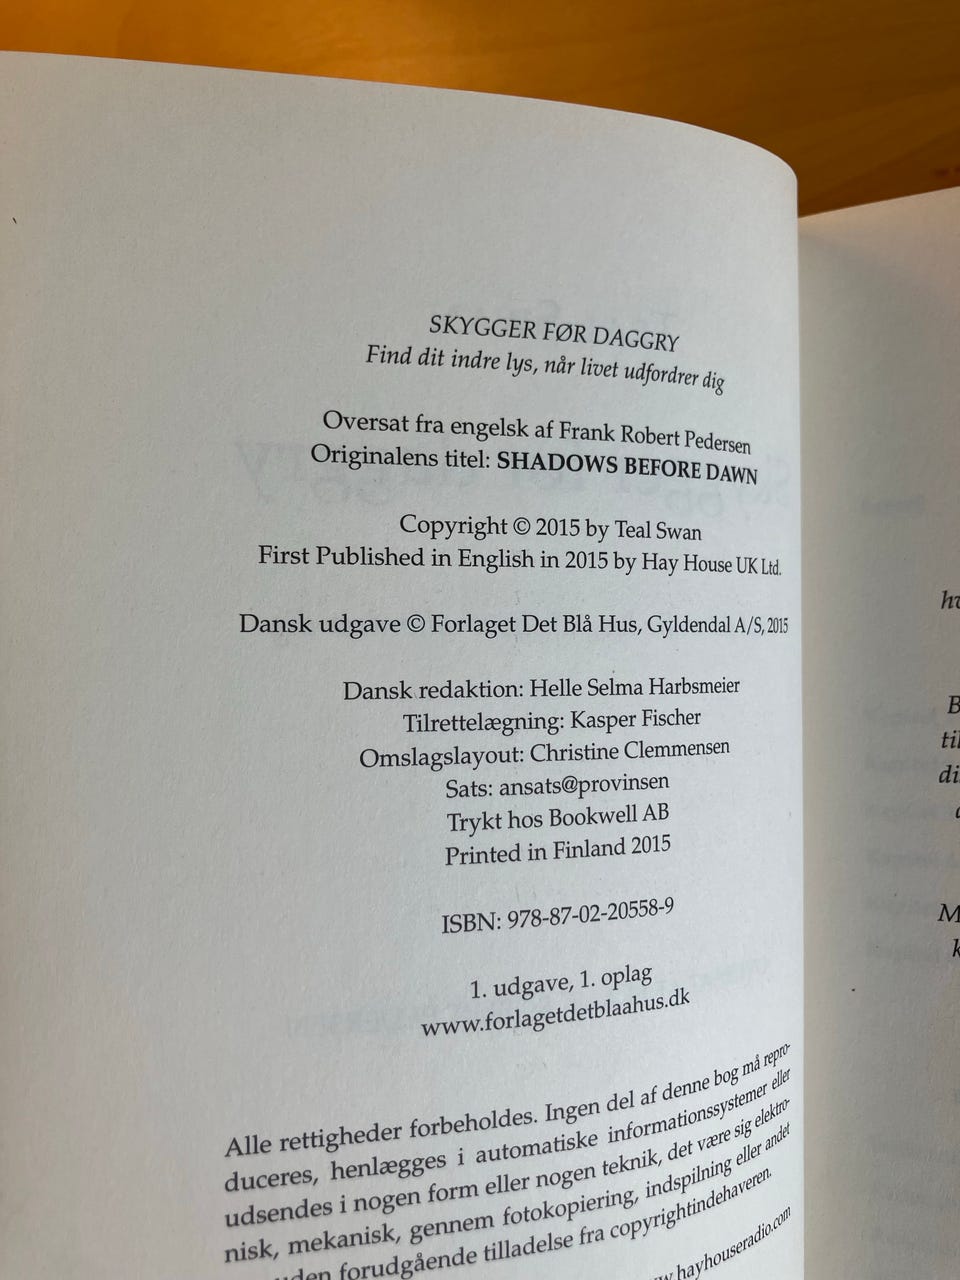 SKYGGER FØR DAGGRY
Find dit indre lys, når livet udfordrer dig
Oversat fra engelsk af Frank Robert Pedersen
Originalens titel: SHADOWS BEFORE DAWN
Copyright © 2015 by Teal Swan
First Published in English in 2015 by Hay House UK Ltd.
Dansk udgave © Forlaget Det Blå Hus, Gyldendal A/S, 2015
Dansk redaktion: Helle Selma Harbsmeier
Tilrettelægning: Kasper Fischer
Omslagslayout: Christine Clemmensen
Sats: ansats@provinsen
Trykt hos Bookwell AB
Printed in Finland 2015
ISBN: 978-87-02-20558-9
1. udgave, 1. oplag
www.forlagetdetblaahus.dk
Alle rettigheder forbeholdes. Ingen del af denne bog må repro-
duceres, henlægges i automatiske informationssystemer eller
udsendes i nogen form eller nogen teknik, det være sig elektro-
nisk, mekanisk, gennem fotokopiering, indspilning eller andet
forudgående tilladelse fra copyrightindehaveren.
hayhouseradio.com